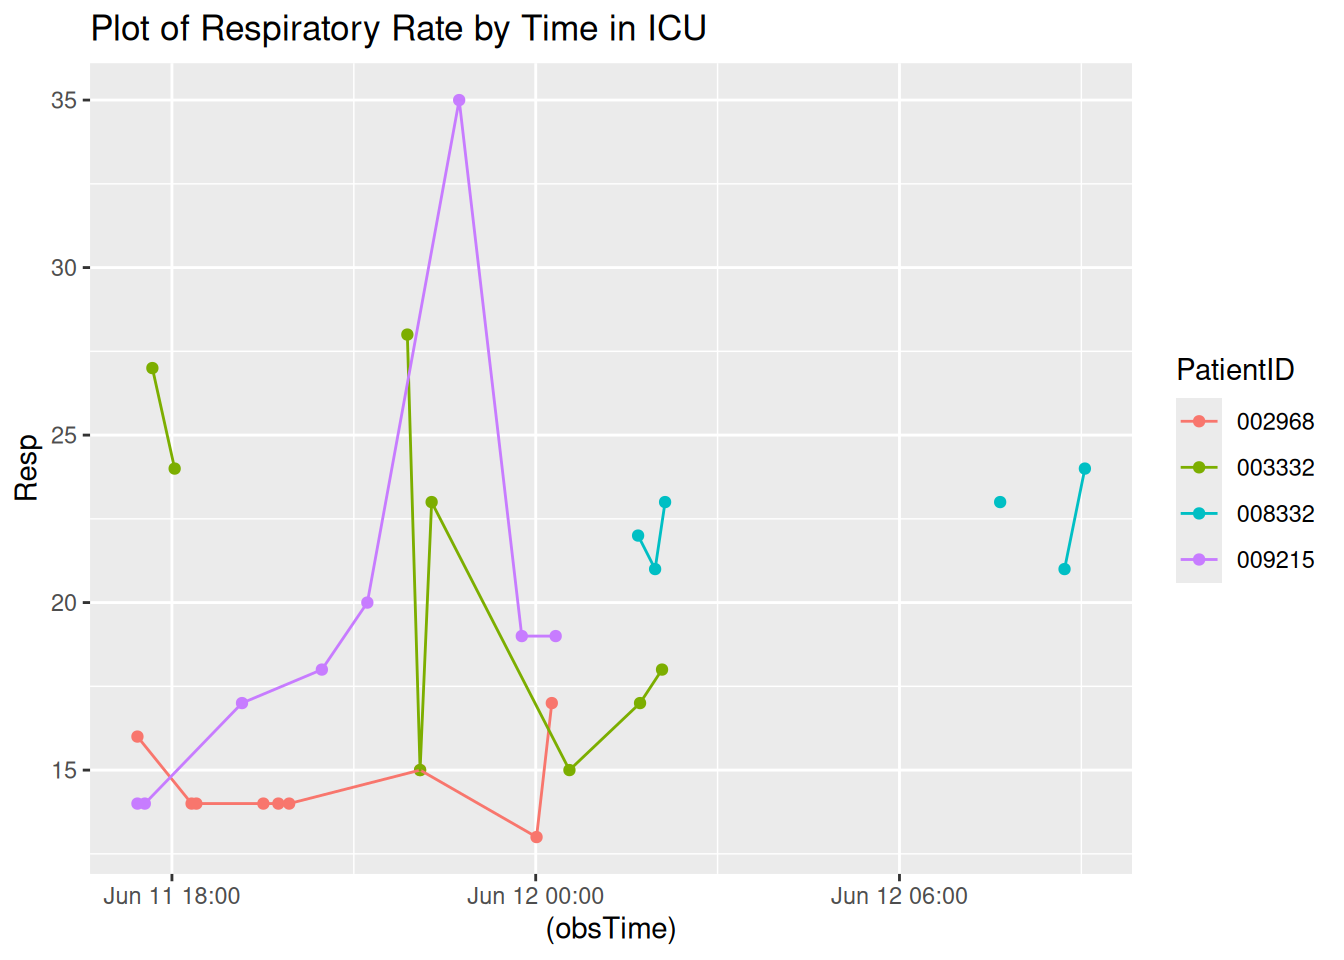 Plot of Respiratory Rate by Time in ICU
35
30
25
20
15
Resp
Jun 11 18:00
Jun 12 00:00
Jun 12 06:00
(obsTime)
PatientID
002968
003332
008332
009215